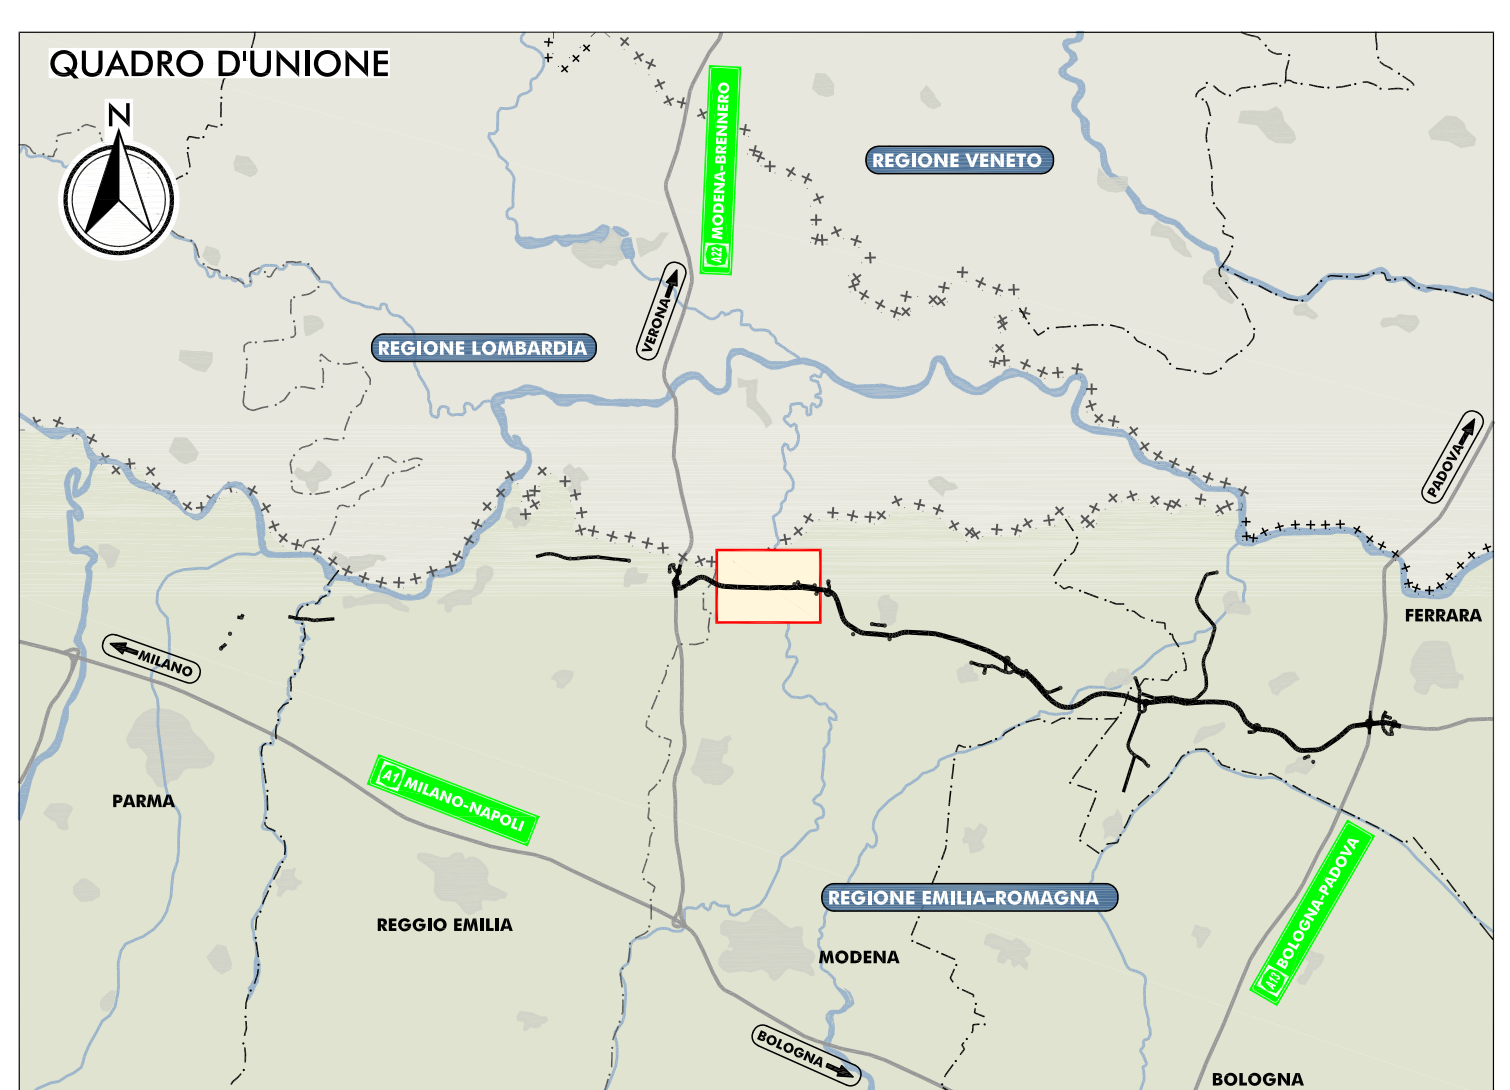 QUADRO D'UNIONE
N
A22 MODENA-BRENNERO
REGIONE VENETO
VERONA
REGIONE LOMBARDIA
PADOVA
FERRARA
MILANO
PARMA
A1 MILANO-NAPOLI
REGGIO EMILIA
REGIONE EMILIA-ROMAGNA
MODENA
A13 BOLOGNA-PADOVA
BOLOGNA
BOLOGNA